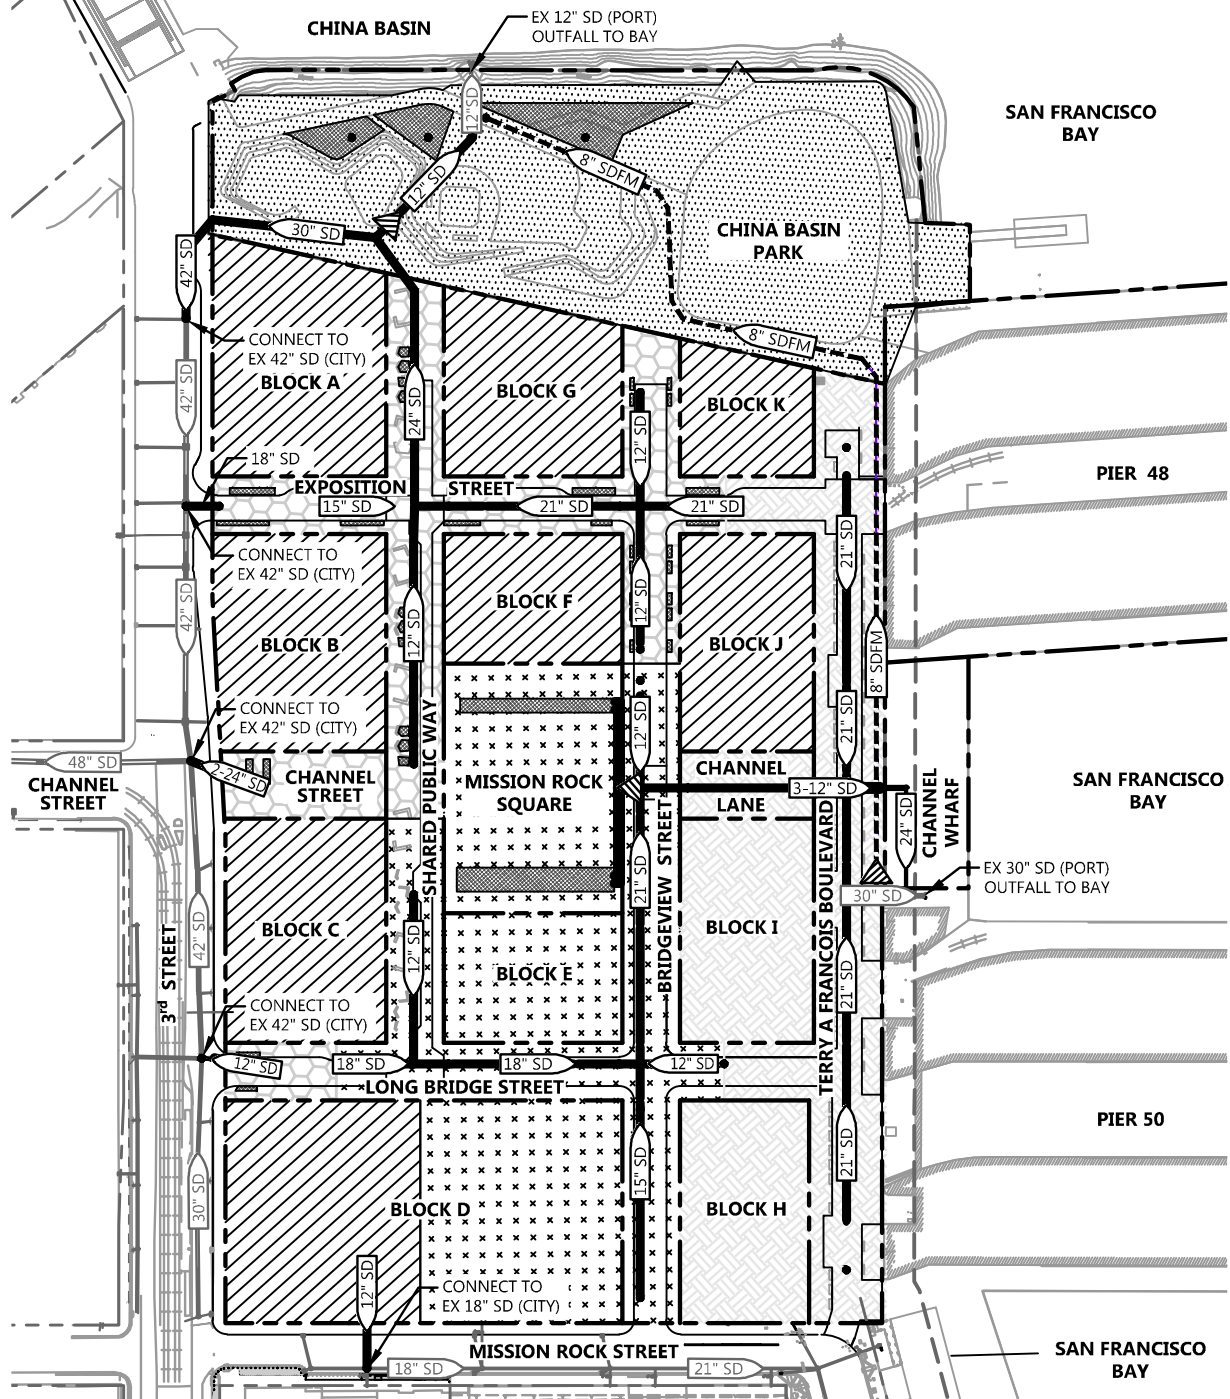 CHINA BASIN
EX 12" SD (PORT)
OUTFALL TO BAY
SAN FRANCISCO
BAY
12"SD
12" SD
8" SDFM
30" SD
CHINA BASIN
PARK
42" SD
8" SDFM
CONNECT TO
EX 42" SD (CITY)
BLOCK A
42" SD
24" SD
BLOCK G
BLOCK K
12" SD
18" SD
PIER 48
EXPOSITION
STREET
15" SD
21" SD
21" SD
21" SD
CONNECT TO
EX 42" SD (CITY)
42" SD
12" SD
BLOCK F
12" SD
BLOCK B
BLOCK J
8" SDFM
CONNECT TO
EX 42" SD (CITY)
12" SD
21" SD
48" SD
2-24" SD
CHANNEL
STREET
CHANNEL
STREET
SHARED PUBLIC WAY
MISSION ROCK
SQUARE
CHANNEL
LANE
3-12" SD
24" SD
CHANNEL
WHARF
SAN FRANCISCO
BAY
EX 30" SD (PORT)
OUTFALL TO BAY
30" SD
21" SD
BRIDGEVIEW STREET
TERRY A FRANCOIS BOULEVARD
42" SD
BLOCK C
12" SD
BLOCK I
BLOCK E
21" SD
3rd STREET
CONNECT TO
EX 42" SD (CITY)
12" SD
18" SD
18" SD
12" SD
LONG BRIDGE STREET
PIER 50
30" SD
15" SD
21" SD
BLOCK D
BLOCK H
12" SD
CONNECT TO
EX 18" SD (CITY)
MISSION ROCK STREET
18" SD
21" SD
SAN FRANCISCO
BAY